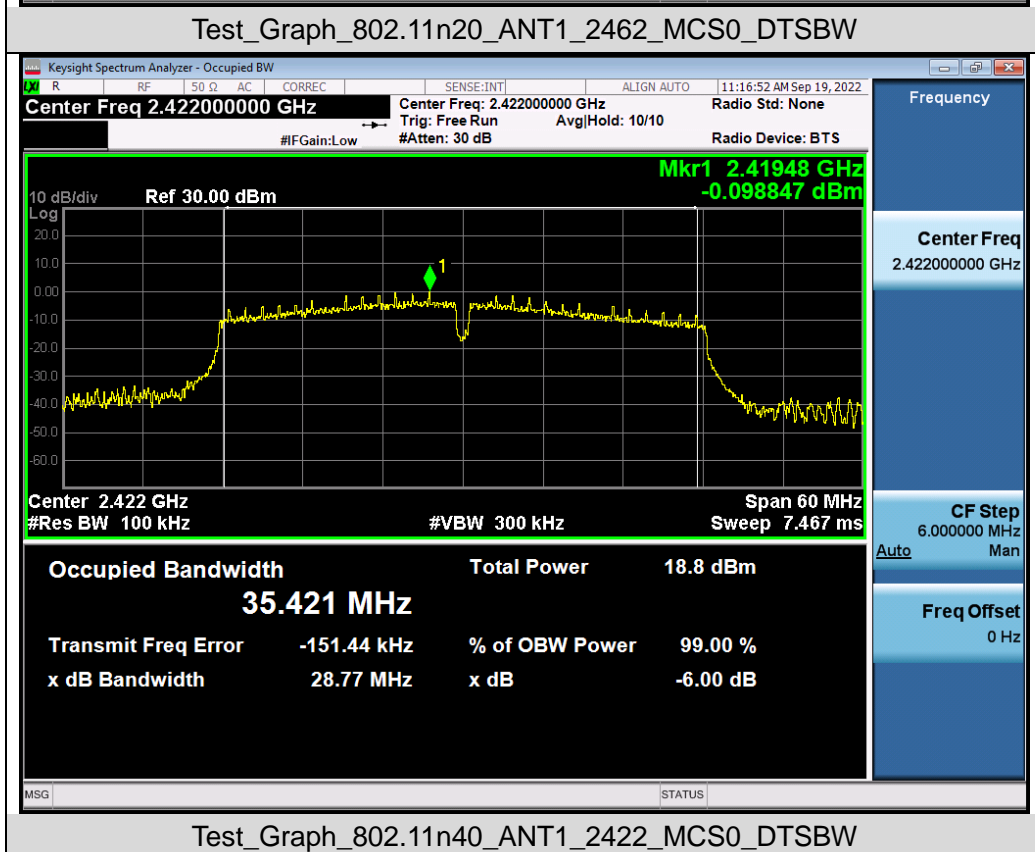 Test_Graph_802.11n20_ANT1_2462_MCS0_DTSBW
Keysight Spectrum Analyzer - Occupied BW
LXI R RF 50 Ω AC CORREC SENSE:INT ALIGN AUTO 11:16:52 AM Sep 19, 2022
Center Freq 2.422000000 GHz Center Freq: 2.422000000 GHz Radio Std: None
Trig: Free Run Avg|Hold: 10/10
#IFGain:Low #Atten: 30 dB Radio Device: BTS
Frequency
Mkr1 2.41948 GHz
-0.098847 dBm
10 dB/div Ref 30.00 dBm
Log
20.0
10.0
0.00
-10.0
-20.0
-30.0
-40.0
-50.0
-60.0
1
Center Freq
2.422000000 GHz
Center 2.422 GHz Span 60 MHz
#Res BW 100 kHz #VBW 300 kHz Sweep 7.467 ms
CF Step
6.000000 MHz
Auto Man
Occupied Bandwidth Total Power 18.8 dBm
35.421 MHz
Transmit Freq Error -151.44 kHz % of OBW Power 99.00 %
x dB Bandwidth 28.77 MHz x dB -6.00 dB
Freq Offset
0 Hz
MSG STATUS
Test_Graph_802.11n40_ANT1_2422_MCS0_DTSBW